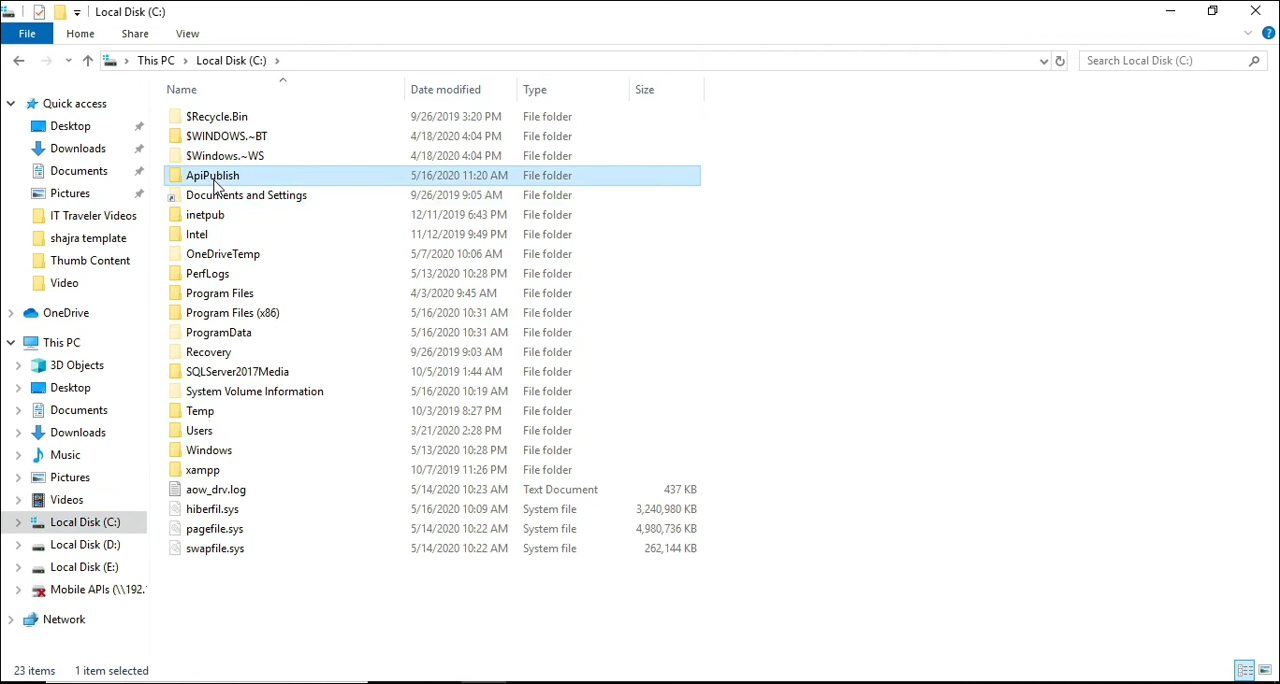 Local Disk (C:)
File Home Share View
This PC Local Disk (C:) Search Local Disk (C:)
Name Date modified Type Size
$Recycle.Bin 9/26/2019 3:20 PM File folder
$WINDOWS.~BT 4/18/2020 4:04 PM File folder
$Windows.~WS 4/18/2020 4:04 PM File folder
ApiPublish 5/16/2020 11:20 AM File folder
Documents and Settings 9/26/2019 9:05 AM File folder
inetpub 12/11/2019 6:43 PM File folder
Intel 11/12/2019 9:49 PM File folder
OneDriveTemp 5/7/2020 10:06 AM File folder
PerfLogs 5/13/2020 10:28 PM File folder
Program Files 4/3/2020 9:45 AM File folder
Program Files (x86) 5/16/2020 10:31 AM File folder
ProgramData 5/16/2020 10:31 AM File folder
Recovery 9/26/2019 9:03 AM File folder
SQLServer2017Media 10/5/2019 1:44 AM File folder
System Volume Information 5/16/2020 10:19 AM File folder
Temp 10/3/2019 8:27 PM File folder
Users 3/21/2020 2:28 PM File folder
Windows 5/13/2020 10:28 PM File folder
xampp 10/7/2019 11:26 PM File folder
aow_drv.log 5/14/2020 10:23 AM Text Document 437 KB
hiberfil.sys 5/16/2020 10:09 AM System file 3,240,980 KB
pagefile.sys 5/14/2020 10:22 AM System file 4,980,736 KB
swapfile.sys 5/14/2020 10:22 AM System file 262,144 KB
Quick access
Desktop
Downloads
Documents
Pictures
IT Traveler Videos
shajra template
Thumb Content
Video
OneDrive
This PC
3D Objects
Desktop
Documents
Downloads
Music
Pictures
Videos
Local Disk (C:)
Local Disk (D:)
Local Disk (E:)
Mobile APIs (\\192.
Network
23 items 1 item selected